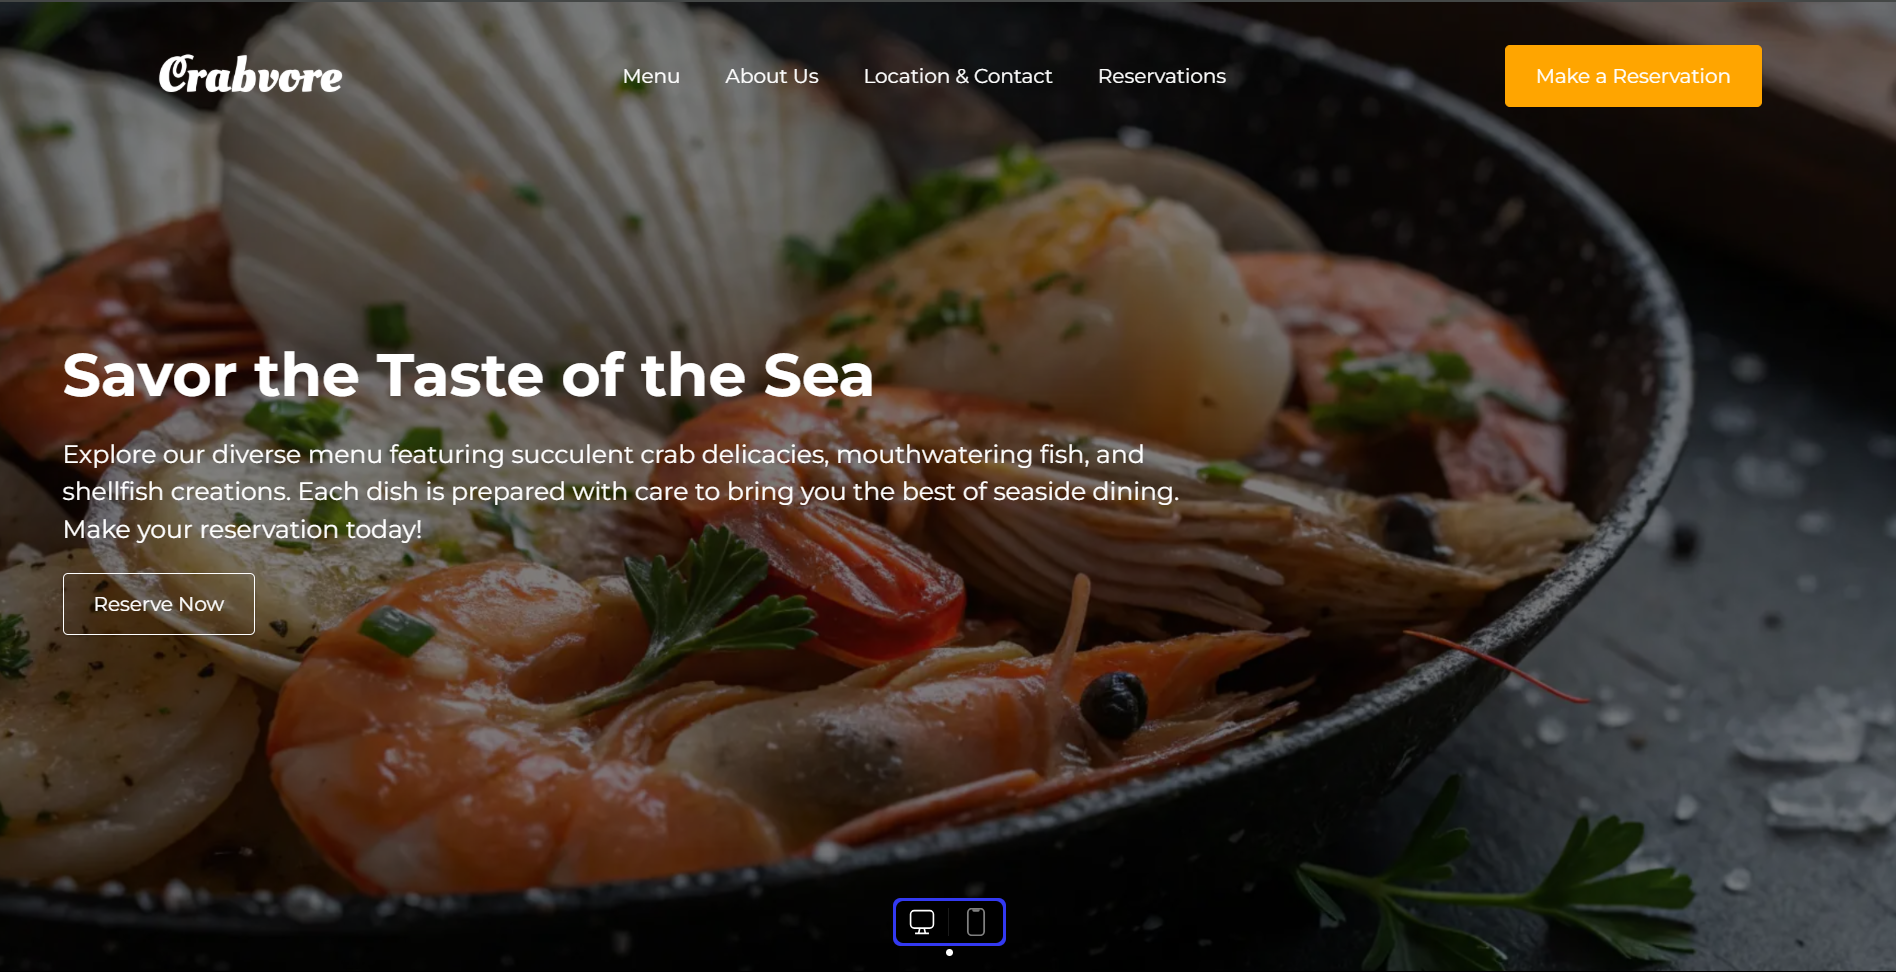 Crabvore
Menu
About Us
Location & Contact
Reservations
Make a Reservation
Savor the Taste of the Sea
Explore our diverse menu featuring succulent crab delicacies, mouthwatering fish, and
shellfish creations. Each dish is prepared with care to bring you the best of seaside dining.
Make your reservation today!
Reserve Now